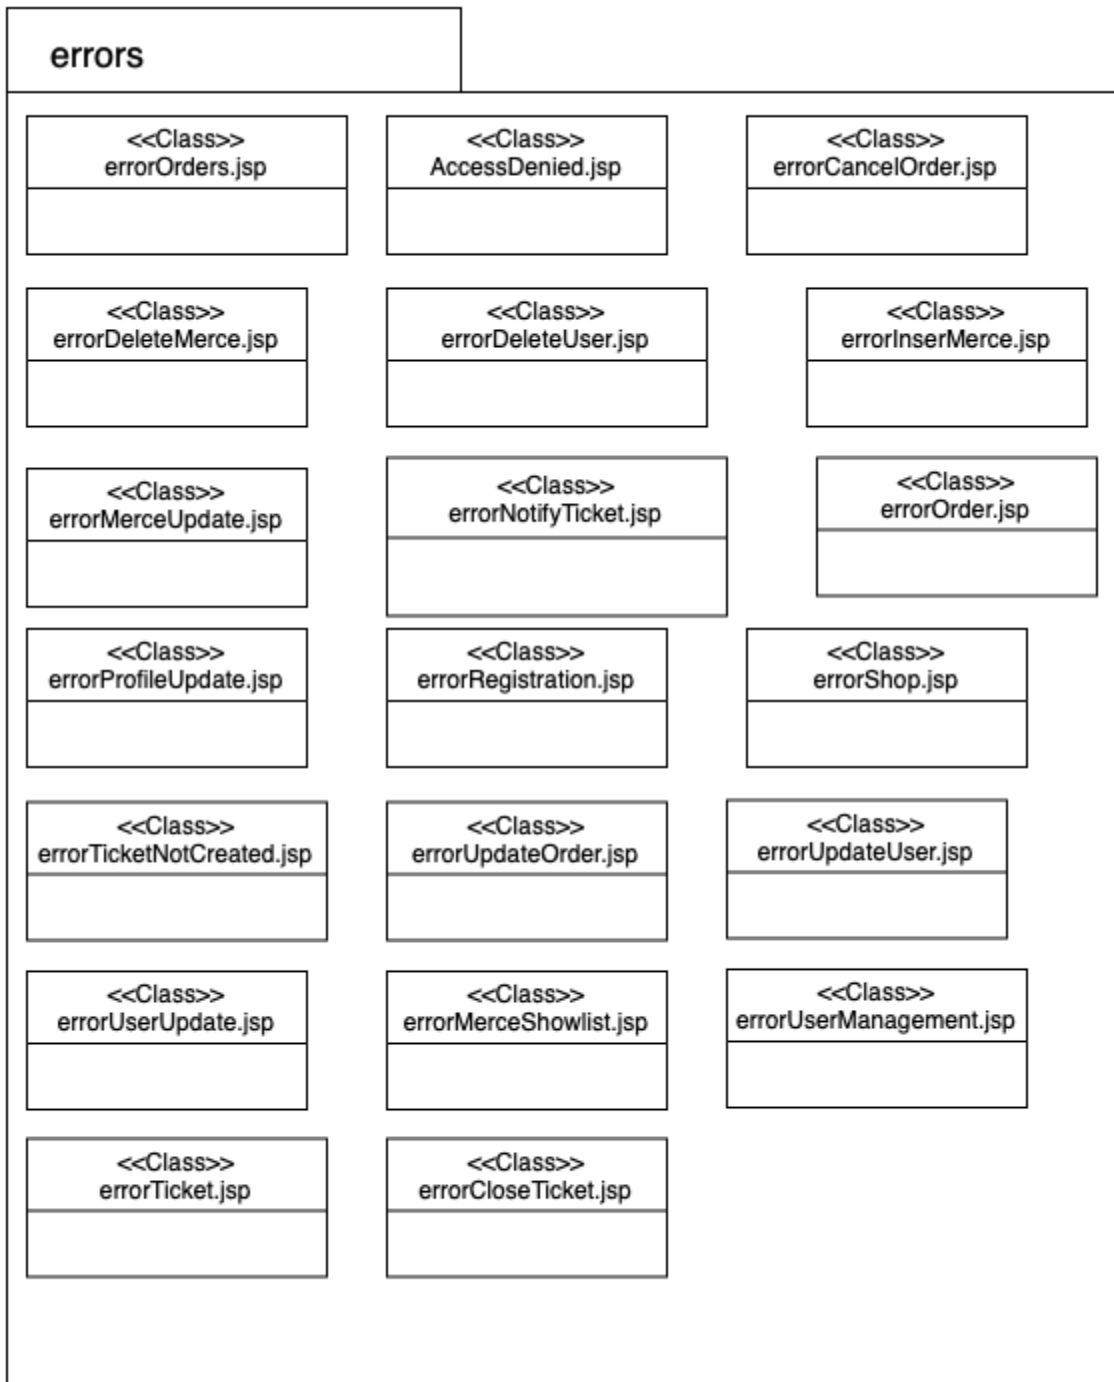 errors
<<Class>>
errorOrders.jsp
<<Class>>
AccessDenied.jsp
<<Class>>
errorCancelOrder.jsp
<<Class>>
errorDeleteMerce.jsp
<<Class>>
errorDeleteUser.jsp
<<Class>>
errorInserMerce.jsp
<<Class>>
errorMerceUpdate.jsp
<<Class>>
errorNotifyTicket.jsp
<<Class>>
errorOrder.jsp
<<Class>>
errorProfileUpdate.jsp
<<Class>>
errorRegistration.jsp
<<Class>>
errorShop.jsp
<<Class>>
errorTicketNotCreated.jsp
<<Class>>
errorUpdateOrder.jsp
<<Class>>
errorUpdateUser.jsp
<<Class>>
errorUserUpdate.jsp
<<Class>>
errorMerceShowlist.jsp
<<Class>>
errorUserManagement.jsp
<<Class>>
errorTicket.jsp
<<Class>>
errorCloseTicket.jsp